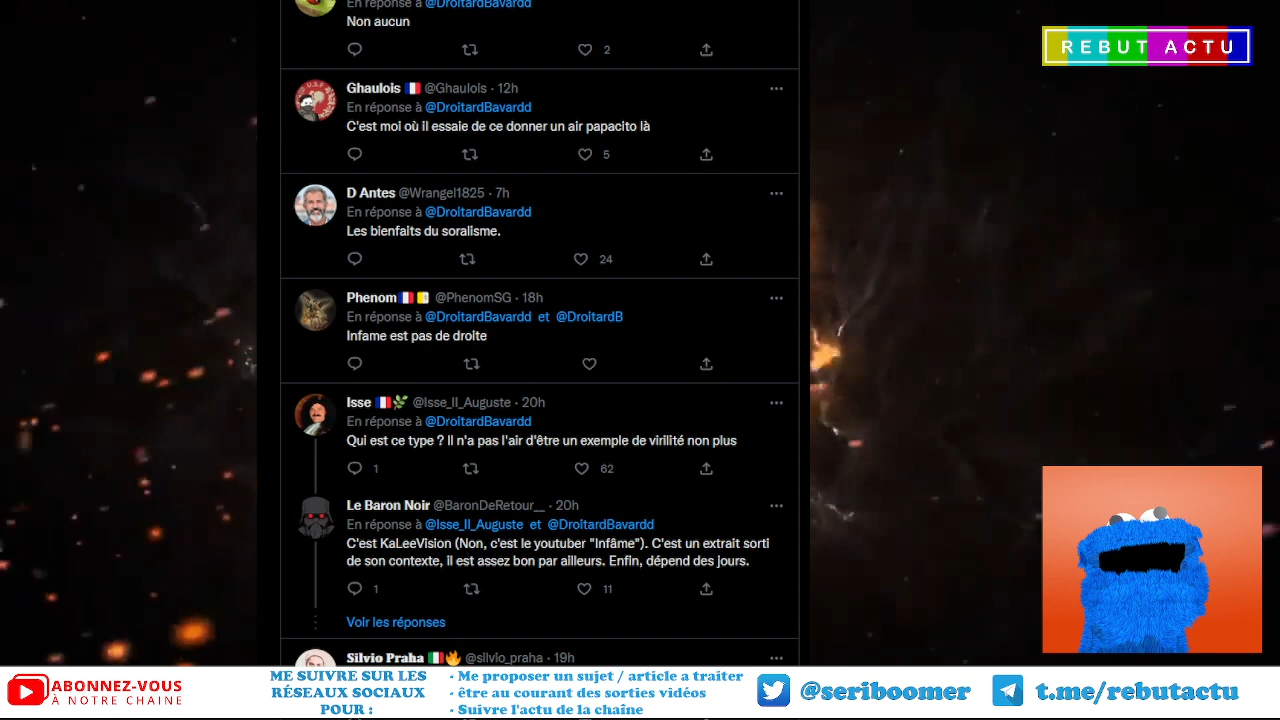 En réponse à @DroitardBavardd
Non aucun
2
REBUT ACTU
Ghaulois @Ghaulois · 12h
En réponse à @DroitardBavardd
C'est moi où il essaie de ce donner un air papacito là
5
D Antes @Wrangel1825 · 7h
En réponse à @DroitardBavardd
Les bienfaits du soralisme.
24
Phenom @PhenomSG · 18h
En réponse à @DroitardBavardd et @DroitardB
Infame est pas de droite
Isse @Isse_II_Auguste · 20h
En réponse à @DroitardBavardd
Qui est ce type ? Il n'a pas l'air d'être un exemple de virilité non plus
1 62
Le Baron Noir @BaronDeRetour__ · 20h
En réponse à @Isse_II_Auguste et @DroitardBavardd
C'est KaLeeVision (Non, c'est le youtuber "Infâme"). C'est un extrait sorti
de son contexte, il est assez bon par ailleurs. Enfin, dépend des jours.
1 11
Voir les réponses
Silvio Praha @silvio_praha · 19h
ABONNEZ-VOUS
À NOTRE CHAINE
ME SUIVRE SUR LES
RÉSEAUX SOCIAUX
POUR :
- Me proposer un sujet / article a traiter
- être au courant des sorties vidéos
- Suivre l'actu de la chaîne
@seriboomer
t.me/rebutactu